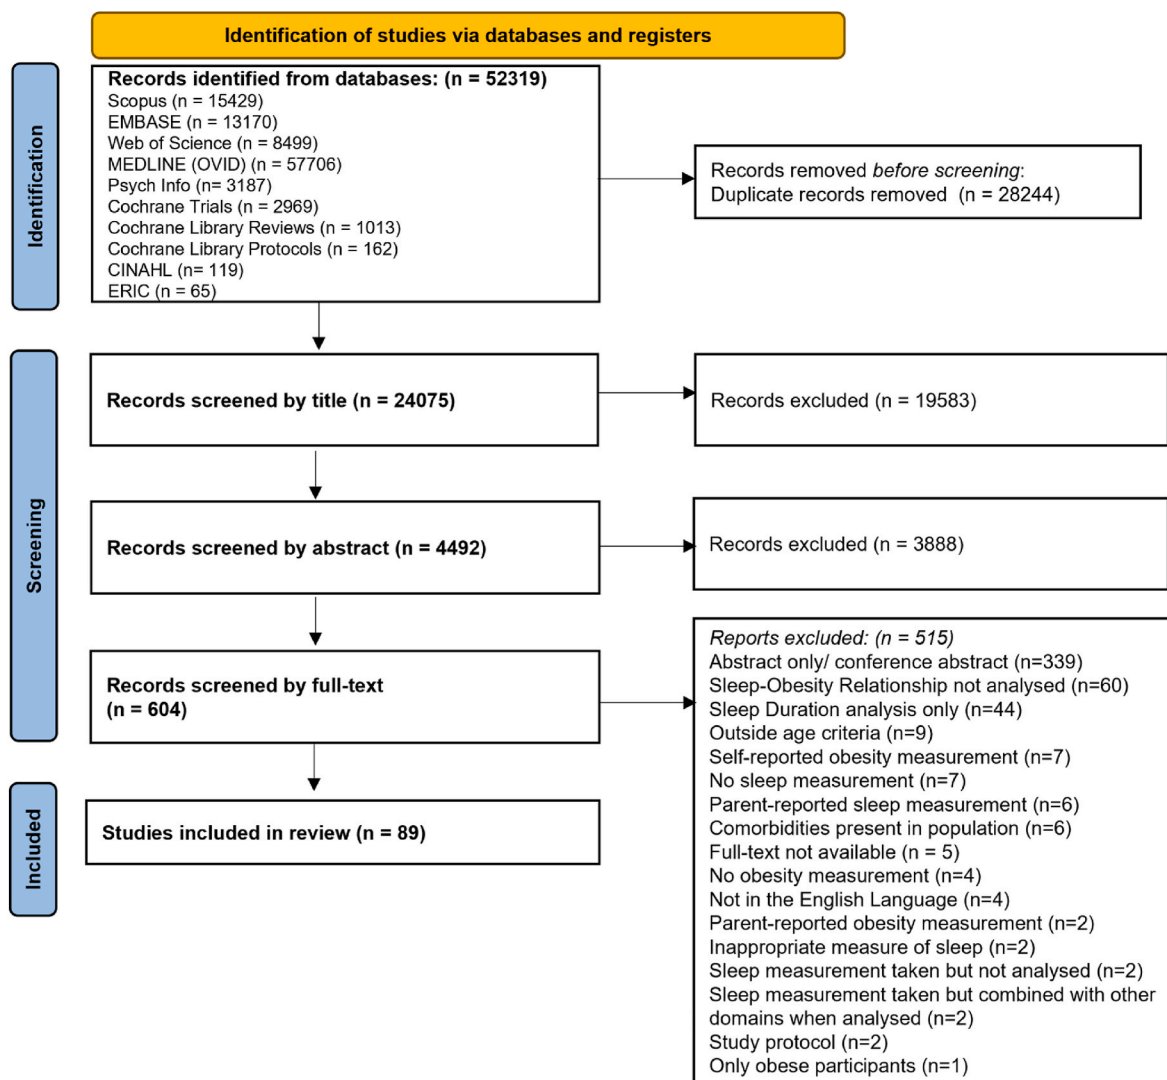 Identification of studies via databases and registers
Identification
Records identified from databases: (n = 52319)
Scopus (n = 15429)
EMBASE (n = 13170)
Web of Science (n = 8499)
MEDLINE (OVID) (n = 57706)
Psych Info (n= 3187)
Cochrane Trials (n = 2969)
Cochrane Library Reviews (n = 1013)
Cochrane Library Protocols (n = 162)
CINAHL (n= 119)
ERIC (n = 65)
Records removed before screening:
Duplicate records removed  (n = 28244)
Screening
Records screened by title (n = 24075)
Records excluded (n = 19583)
Records screened by abstract (n = 4492)
Records excluded (n = 3888)
Records screened by full-text
(n = 604)
Reports excluded: (n = 515)
Abstract only/ conference abstract (n=339)
Sleep-Obesity Relationship not analysed (n=60)
Sleep Duration analysis only (n=44)
Outside age criteria (n=9)
Self-reported obesity measurement (n=7)
No sleep measurement (n=7)
Parent-reported sleep measurement (n=6)
Comorbidities present in population (n=6)
Full-text not available (n = 5)
No obesity measurement (n=4)
Not in the English Language (n=4)
Parent-reported obesity measurement (n=2)
Inappropriate measure of sleep (n=2)
Sleep measurement taken but not analysed (n=2)
Sleep measurement taken but combined with other
domains when analysed (n=2)
Study protocol (n=2)
Only obese participants (n=1)
Included
Studies included in review (n = 89)